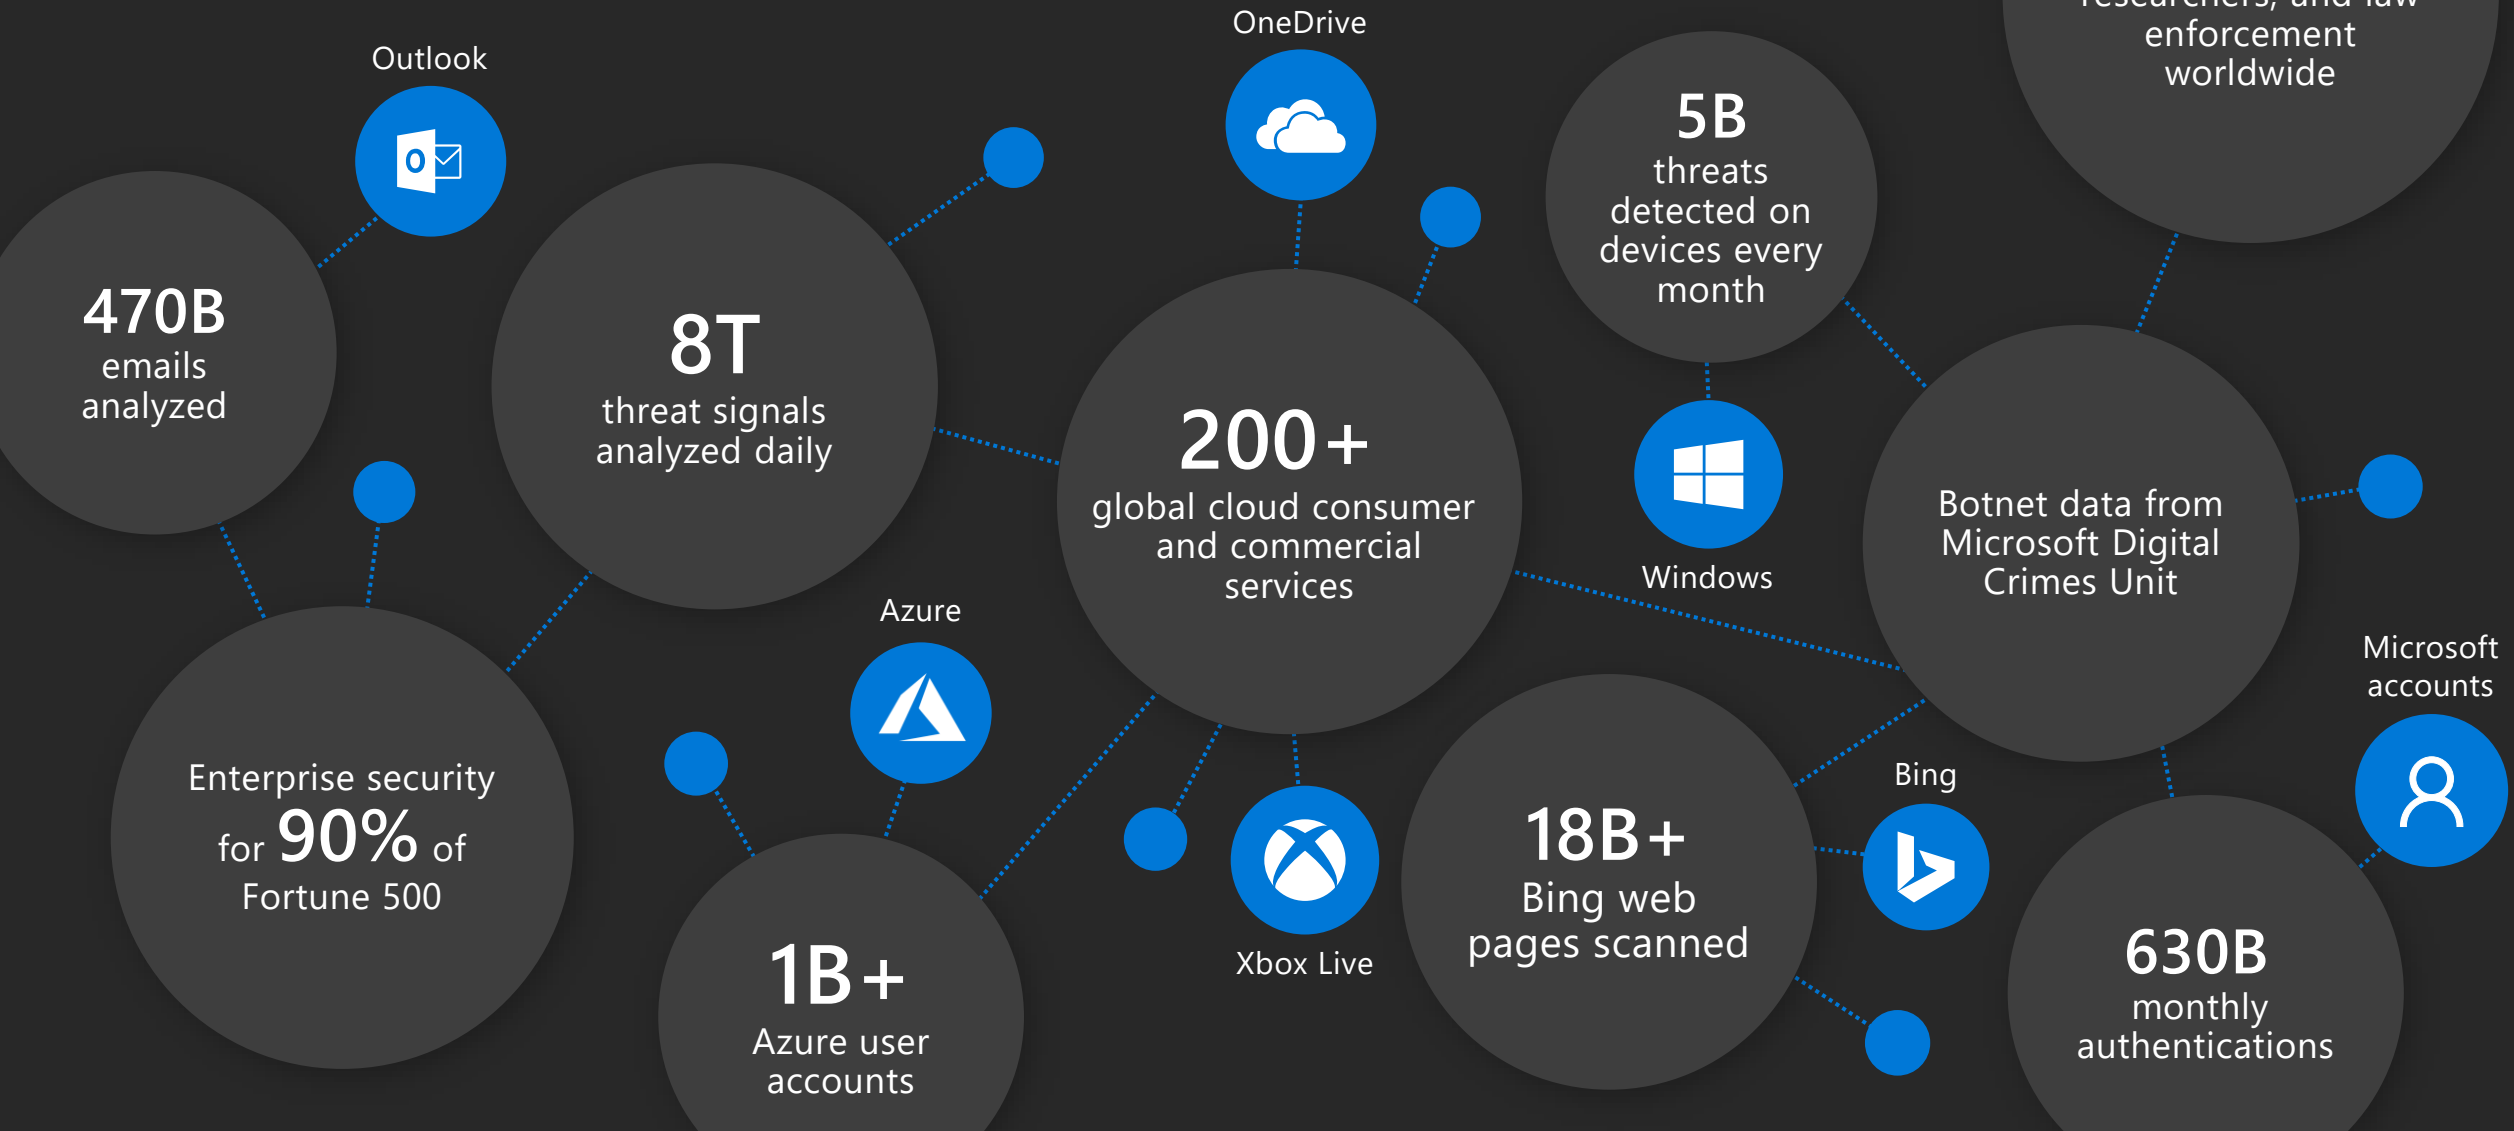 Outlook
470B
emails
analyzed
8T
threat signals
analyzed daily
OneDrive
200+
global cloud consumer
and commercial
services
5B
threats
detected on
devices every
month
researchers, and law
enforcement
worldwide
Windows
Botnet data from
Microsoft Digital
Crimes Unit
Enterprise security
for 90% of
Fortune 500
Azure
1B+
Azure user
accounts
Xbox Live
18B+
Bing web
pages scanned
Bing
Microsoft
accounts
630B
monthly
authentications